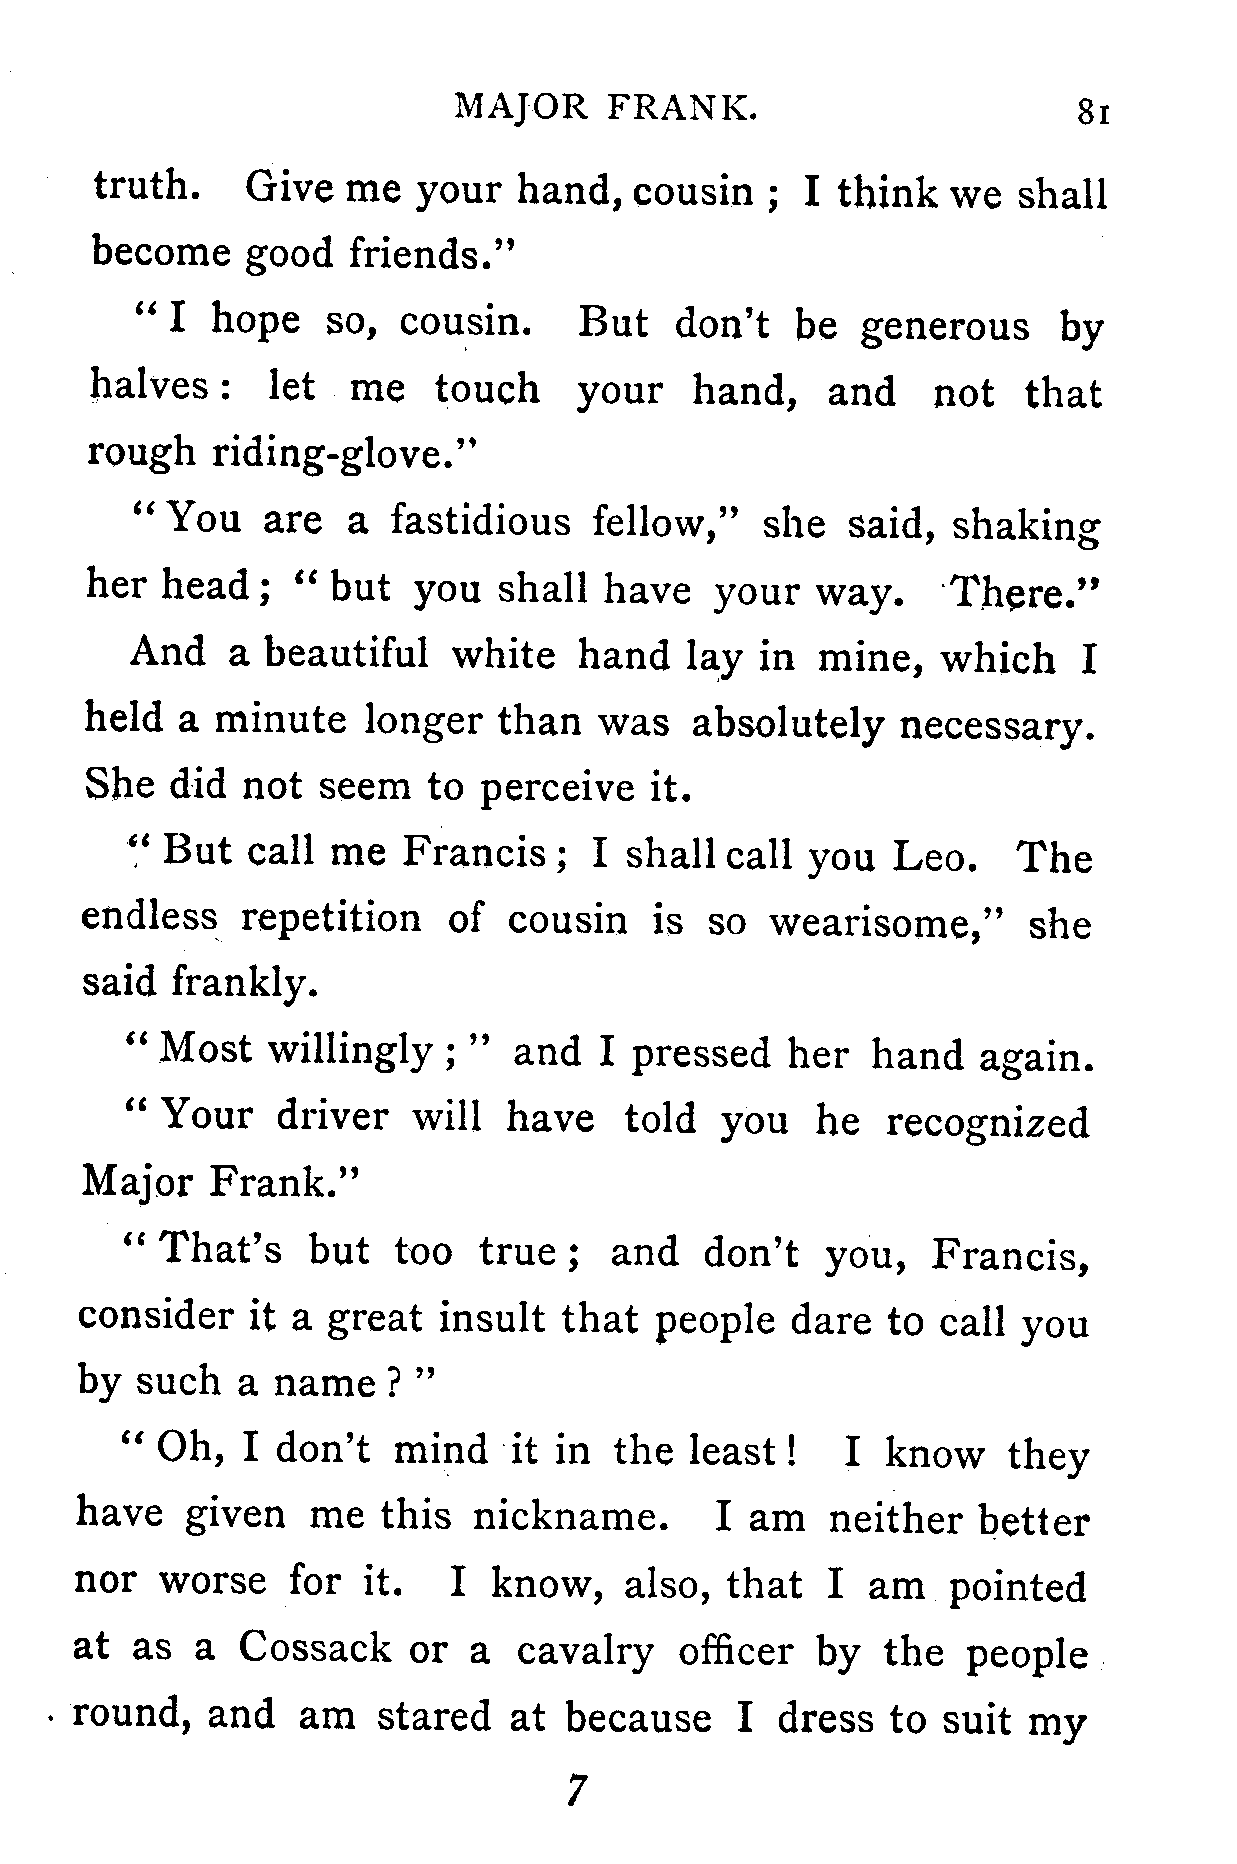 MAJOR FRANK. 81
truth. Give me your hand, cousin ; I think we shall
become good friends."
" I hope so, cousin. But don't be generous by
halves : let me touch your hand, and not that
rough riding-glove."
" You are a fastidious fellow," she said, shaking
her head ; " but you shall have your way. There."
And a beautiful white hand lay in mine, which I
held a minute longer than was absolutely necessary.
She did not seem to perceive it.
" But call me Francis ; I shall call you Leo. The
endless repetition of cousin is so wearisome," she
said frankly.
" Most willingly ; " and I pressed her hand again.
" Your driver will have told you he recognized
Major Frank."
" That's but too true ; and don't you, Francis,
consider it a great insult that people dare to call you
by such a name ? "
" Oh, I don't mind it in the least ! I know they
have given me this nickname. I am neither better
nor worse for it. I know, also, that I am pointed
at as a Cossack or a cavalry officer by the people
round, and am stared at because I dress to suit my
7